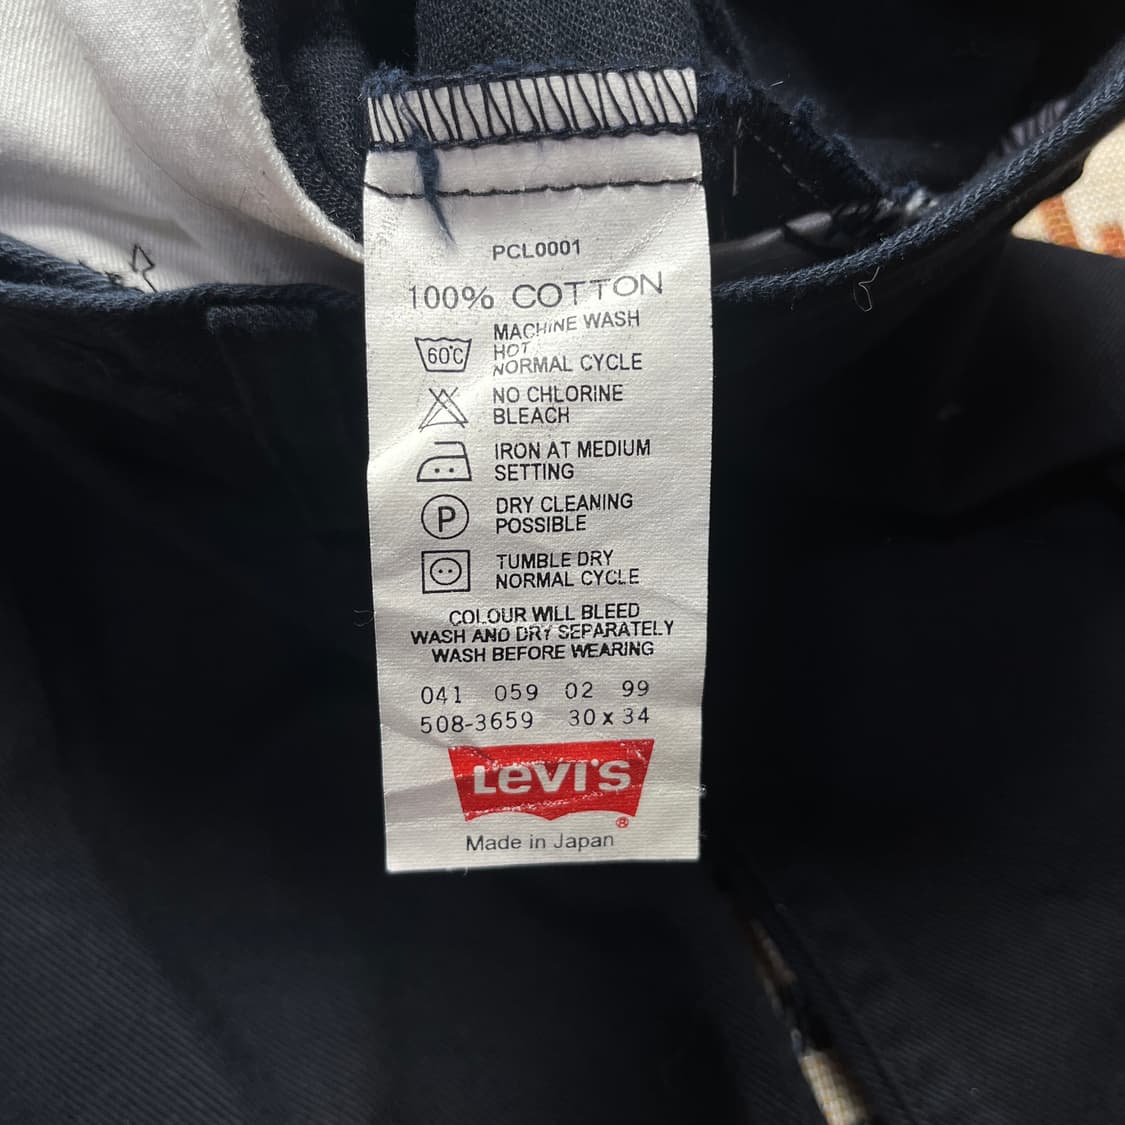 PCL0001
100% COTTON
60°C
MACHINE WASH
HOT
NORMAL CYCLE
NO CHLORINE
BLEACH
IRON AT MEDIUM
SETTING
P
DRY CLEANING
POSSIBLE
TUMBLE DRY
NORMAL CYCLE
COLOUR WILL BLEED
WASH AND DRY SEPARATELY
WASH BEFORE WEARING
041 059 02 99
508-3659 30 x 34
LEVI'S
®
Made in Japan